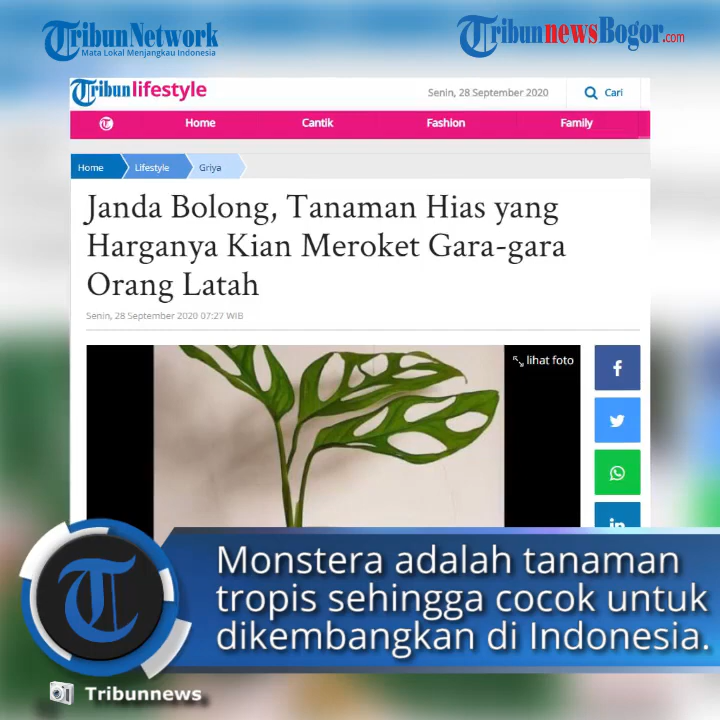 TribunNetwork
Mata Lokal Menjangkau Indonesia
TribunnewsBogor.com
Tribunlifestyle
Senin, 28 September 2020
Cari
Home
Cantik
Fashion
Family
Home
Lifestyle
Griya
Janda Bolong, Tanaman Hias yang
Harganya Kian Meroket Gara-gara
Orang Latah
Senin, 28 September 2020 07:27 WIB
lihat foto
f
in
T
Monstera adalah tanaman
tropis sehingga cocok untuk
dikembangkan di Indonesia.
Tribunnews